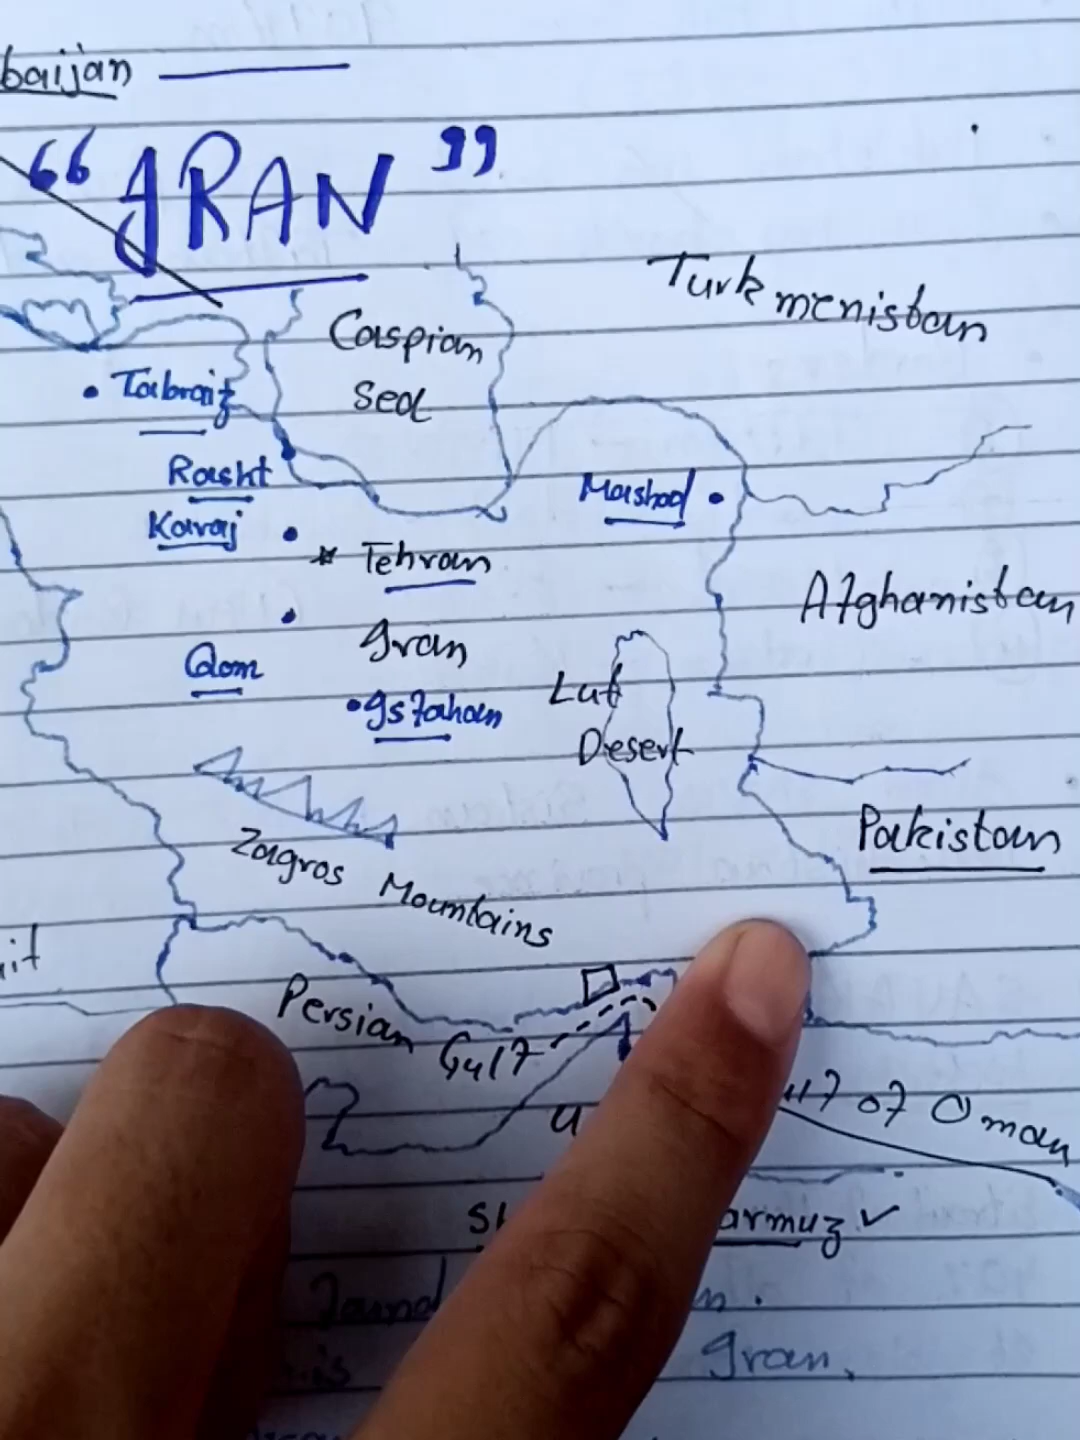 baijan
“IRAN”
Turkmenistan
Caspian
Sea
Tabraiz
Rasht
Mashad
Karaj
Tehran
Afghanistan
Iran
Qom
Lut
Isfahan
Desert
Pakistan
Zagros Mountains
Persian
Gulf
of Oman
armuz ✓
Iran.